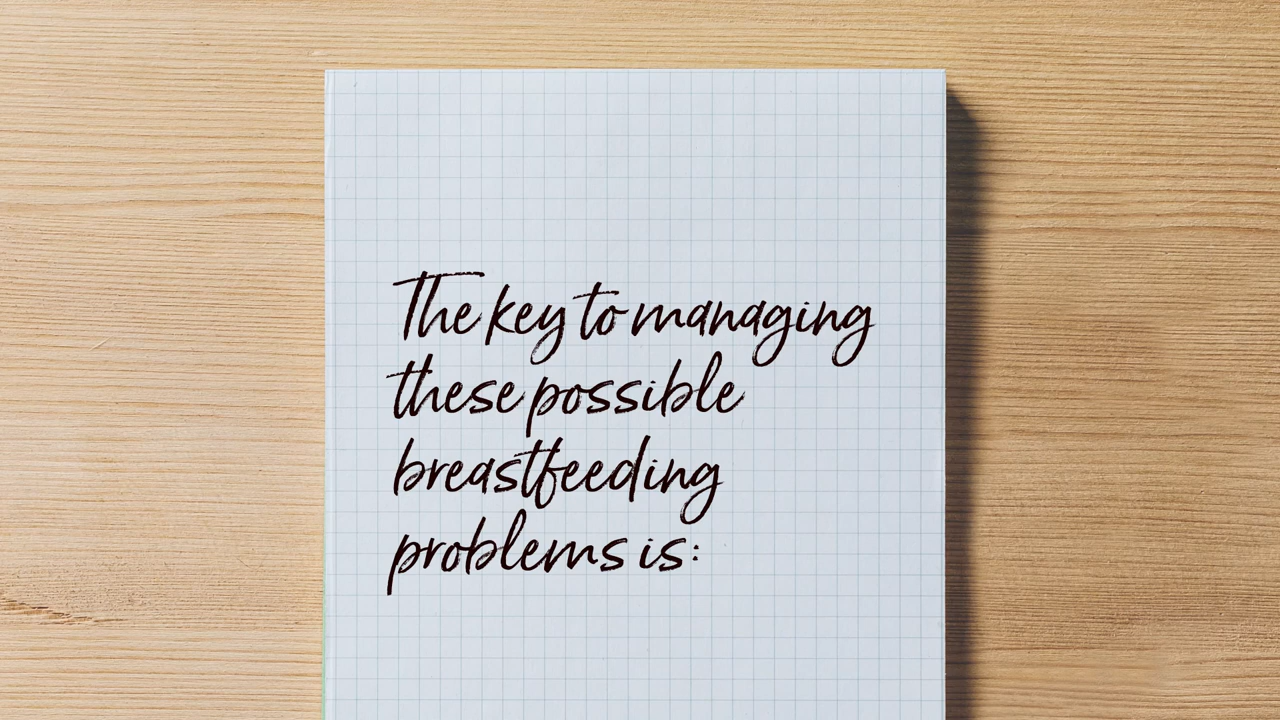 The key to managing
these possible
breastfeeding
problems is: